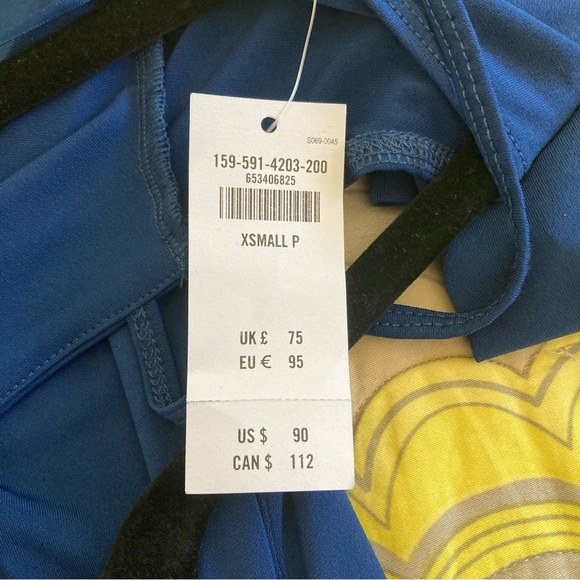 S069-0045
159-591-4203-200
653406825
XSMALL P
UK £ 75
EU € 95
US $ 90
CAN $ 112